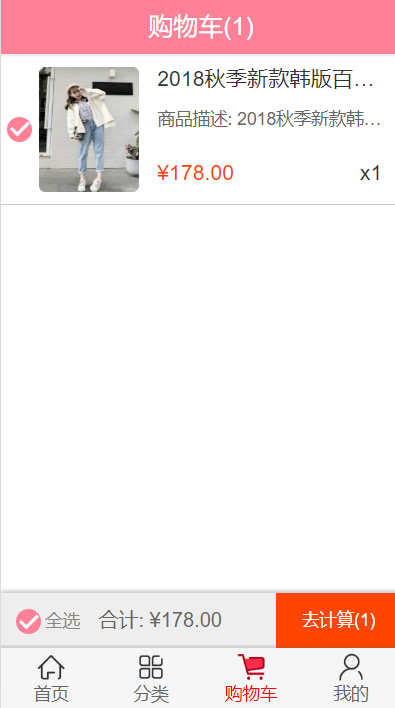 购物车(1)
2018秋季新款韩版百…
商品描述: 2018秋季新款韩…
¥178.00
x1
全选
合计: ¥178.00
去计算(1)
首页
分类
购物车
我的